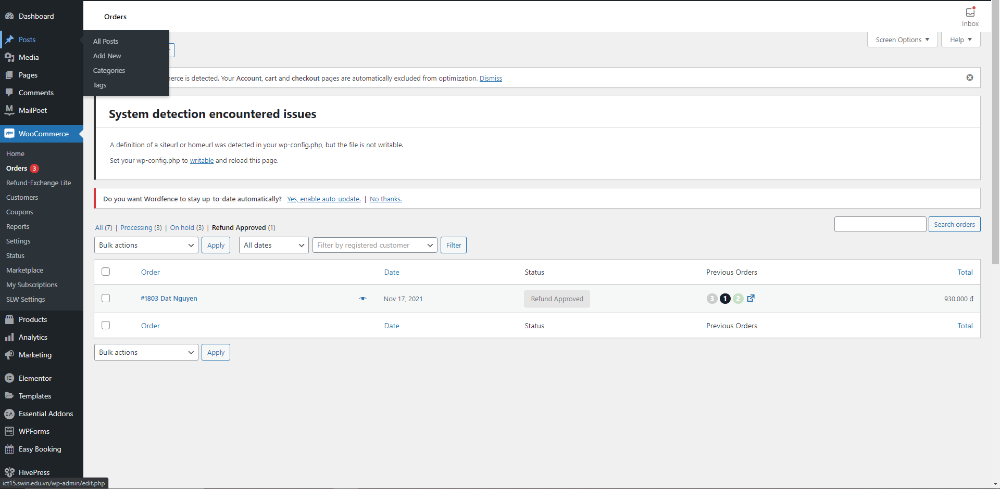 Dashboard
Posts
Media
Pages
Comments
MailPoet
WooCommerce
Home
Orders 3
Refund-Exchange Lite
Customers
Coupons
Reports
Settings
Status
Marketplace
My Subscriptions
SLW Settings
Products
Analytics
Marketing
Elementor
Templates
Essential Addons
WPForms
Easy Booking
HivePress
ict15.swin.edu.vn/wp-admin/edit.php
All Posts
Add New
Categories
Tags
Orders
Inbox
Screen Options
Help
is detected. Your Account, cart and checkout pages are automatically excluded from optimization. Dismiss
System detection encountered issues
A definition of a siteurl or homeurl was detected in your wp-config.php, but the file is not writable.
Set your wp-config.php to writable and reload this page.
Do you want Wordfence to stay up-to-date automatically? Yes, enable auto-update. | No thanks.
All (7) | Processing (3) | On hold (3) | Refund Approved (1)
Search orders
Bulk actions Apply All dates Filter by registered customer Filter
Order Date Status Previous Orders Total
#1803 Dat Nguyen Nov 17, 2021 Refund Approved 3 1 2 930.000 ₫
Order Date Status Previous Orders Total
Bulk actions Apply